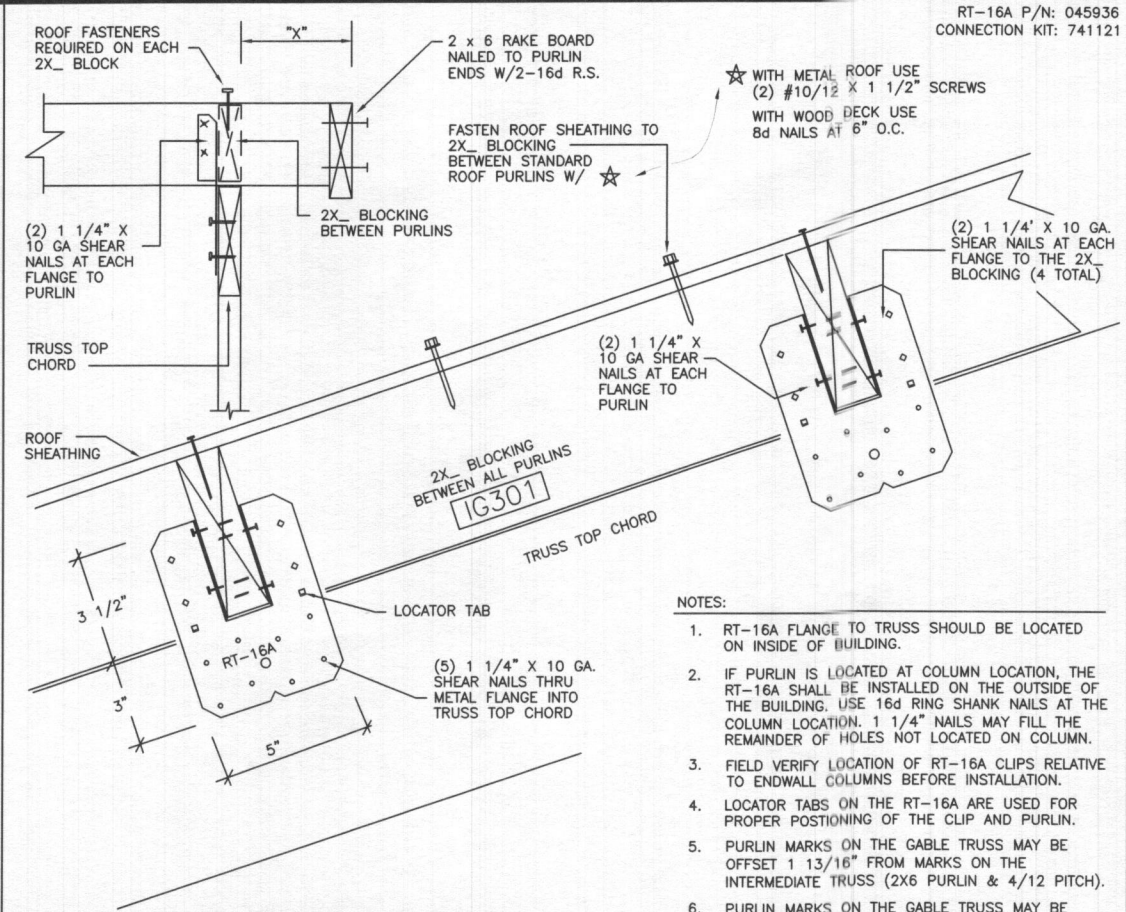 RT-16A P/N: 045936
CONNECTION KIT: 741121
ROOF FASTENERS
REQUIRED ON EACH
2X_ BLOCK
"X"
2 x 6 RAKE BOARD
NAILED TO PURLIN
ENDS W/2-16d R.S.
☆ WITH METAL ROOF USE
(2) #10/12 X 1 1/2" SCREWS
WITH WOOD DECK USE
8d NAILS AT 6" O.C.
FASTEN ROOF SHEATHING TO
2X_ BLOCKING
BETWEEN STANDARD
ROOF PURLINS W/ ☆
2X_ BLOCKING
BETWEEN PURLINS
(2) 1 1/4" X
10 GA SHEAR
NAILS AT EACH
FLANGE TO
PURLIN
(2) 1 1/4' X 10 GA.
SHEAR NAILS AT EACH
FLANGE TO THE 2X_
BLOCKING (4 TOTAL)
TRUSS TOP
CHORD
(2) 1 1/4" X
10 GA SHEAR
NAILS AT EACH
FLANGE TO
PURLIN
ROOF
SHEATHING
2X_ BLOCKING
BETWEEN ALL PURLINS
IG301
TRUSS TOP CHORD
3 1/2"
LOCATOR TAB
RT-16A
3"
5"
(5) 1 1/4" X 10 GA.
SHEAR NAILS THRU
METAL FLANGE INTO
TRUSS TOP CHORD
NOTES:
1. RT-16A FLANGE TO TRUSS SHOULD BE LOCATED
ON INSIDE OF BUILDING.
2. IF PURLIN IS LOCATED AT COLUMN LOCATION, THE
RT-16A SHALL BE INSTALLED ON THE OUTSIDE OF
THE BUILDING. USE 16d RING SHANK NAILS AT THE
COLUMN LOCATION. 1 1/4" NAILS MAY FILL THE
REMAINDER OF HOLES NOT LOCATED ON COLUMN.
3. FIELD VERIFY LOCATION OF RT-16A CLIPS RELATIVE
TO ENDWALL COLUMNS BEFORE INSTALLATION.
4. LOCATOR TABS ON THE RT-16A ARE USED FOR
PROPER POSTIONING OF THE CLIP AND PURLIN.
5. PURLIN MARKS ON THE GABLE TRUSS MAY BE
OFFSET 1 13/16" FROM MARKS ON THE
INTERMEDIATE TRUSS (2X6 PURLIN & 4/12 PITCH).
6. PURLIN MARKS ON THE GABLE TRUSS MAY BE